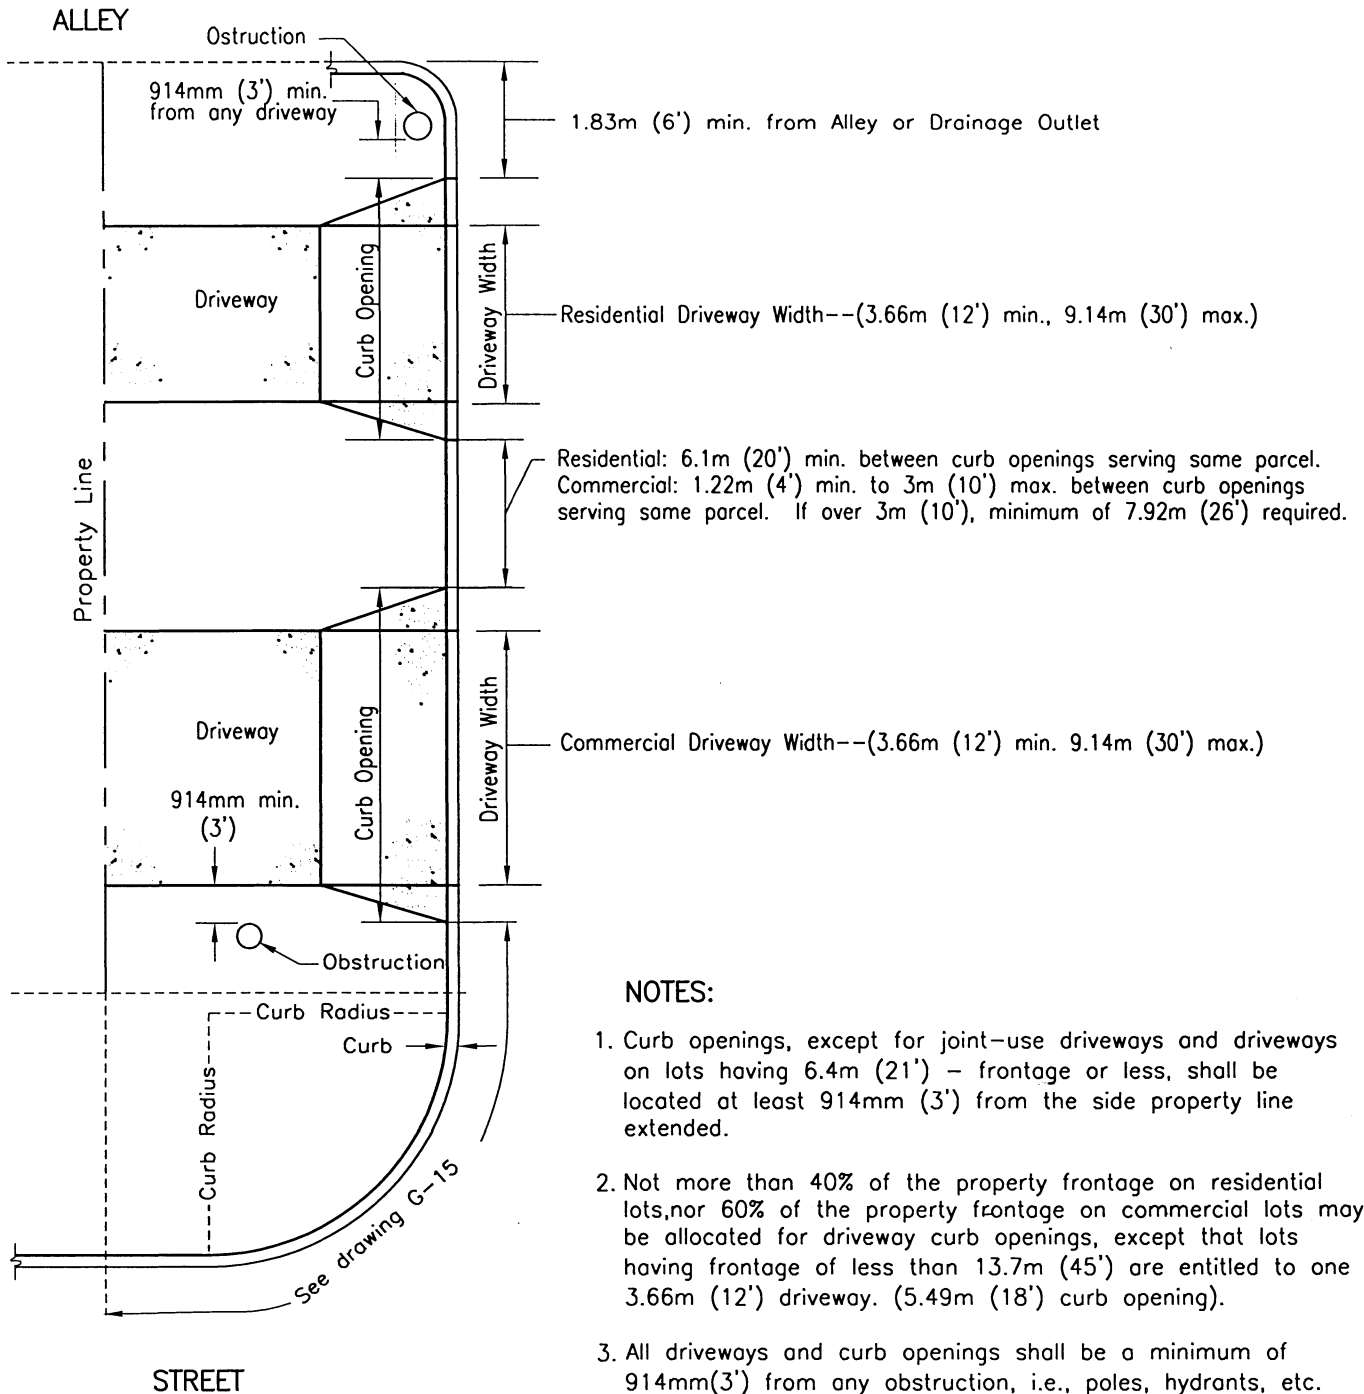 ALLEY
Ostruction
914mm (3') min.
from any driveway
1.83m (6') min. from Alley or Drainage Outlet
Driveway
Curb Opening
Driveway Width
Residential Driveway Width--(3.66m (12') min., 9.14m (30') max.)
Property Line
Residential: 6.1m (20') min. between curb openings serving same parcel.
Commercial: 1.22m (4') min. to 3m (10') max. between curb openings
serving same parcel. If over 3m (10'), minimum of 7.92m (26') required.
Driveway
914mm min.
(3')
Curb Opening
Driveway Width
Commercial Driveway Width--(3.66m (12') min. 9.14m (30') max.)
Obstruction
Curb Radius
Curb
Curb Radius
See drawing G-15
STREET
NOTES:
1. Curb openings, except for joint-use driveways and driveways
on lots having 6.4m (21') - frontage or less, shall be
located at least 914mm (3') from the side property line
extended.
2. Not more than 40% of the property frontage on residential
lots,nor 60% of the property frontage on commercial lots may
be allocated for driveway curb openings, except that lots
having frontage of less than 13.7m (45') are entitled to one
3.66m (12') driveway. (5.49m (18') curb opening).
3. All driveways and curb openings shall be a minimum of
914mm(3') from any obstruction, i.e., poles, hydrants, etc.